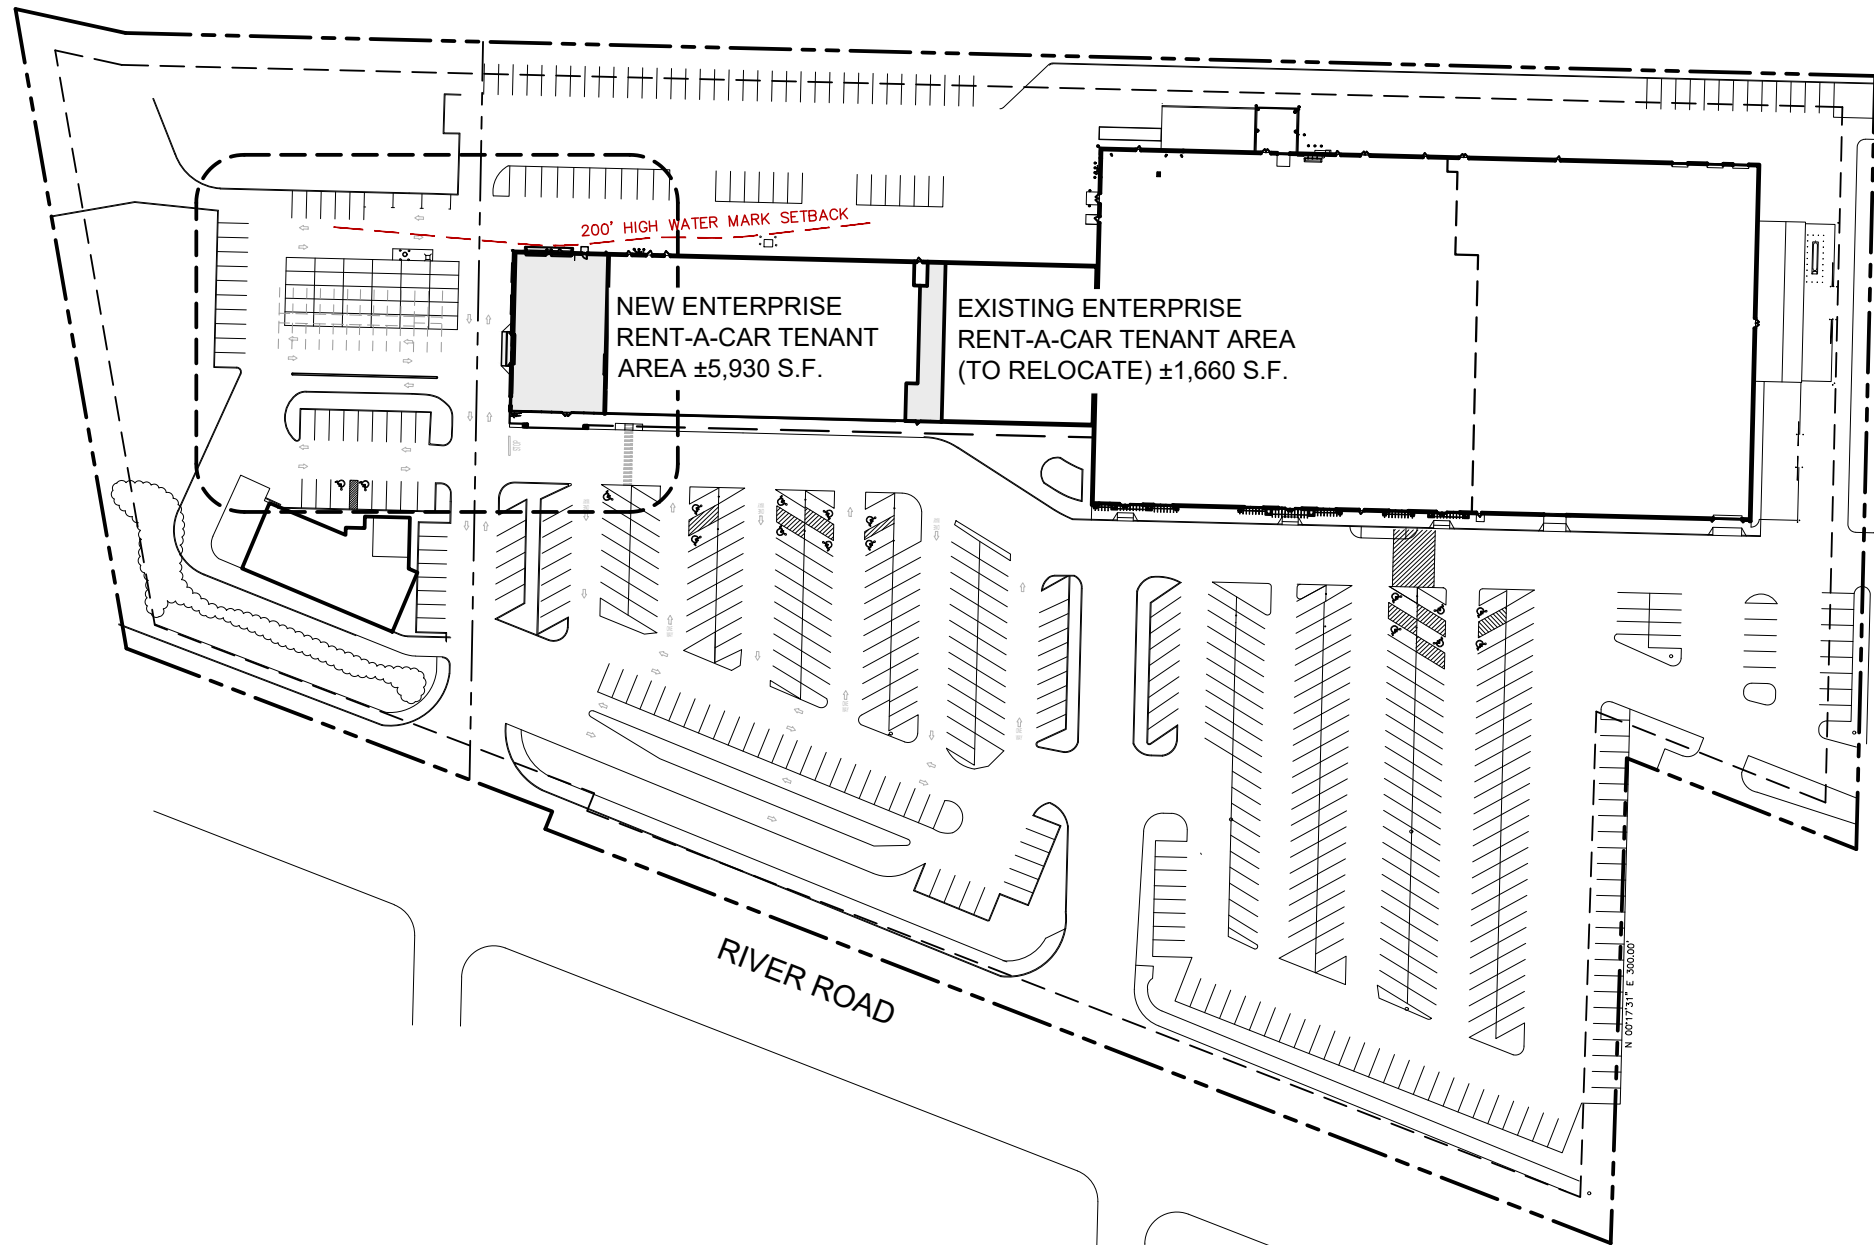 200' HIGH WATER MARK SETBACK
NEW ENTERPRISE
RENT-A-CAR TENANT
AREA ±5,930 S.F.
EXISTING ENTERPRISE
RENT-A-CAR TENANT AREA
(TO RELOCATE) ±1,660 S.F.
RIVER ROAD
N 00°17'31" E 300.00'